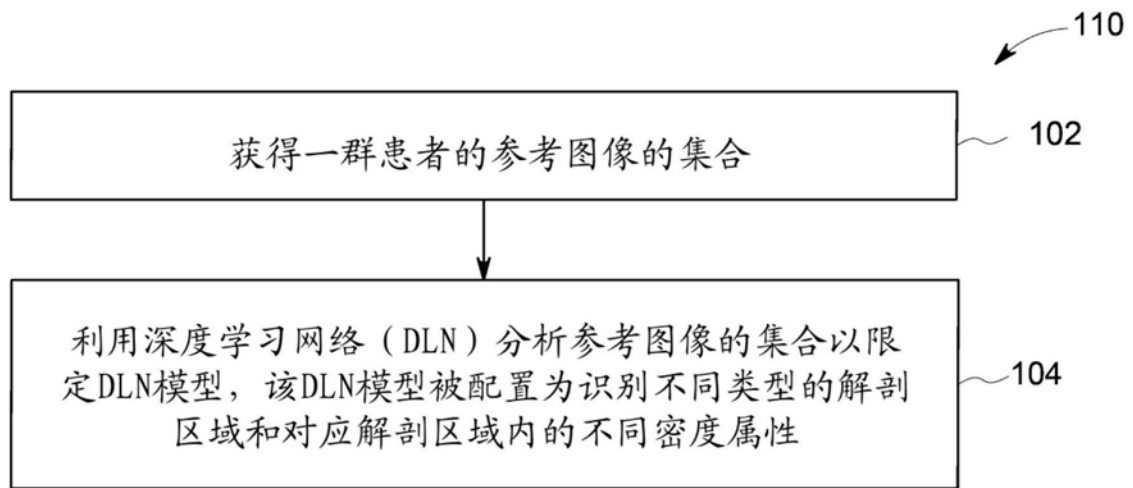 110
获得一群患者的参考图像的集合
102
利用深度学习网络（DLN）分析参考图像的集合以限
定DLN模型，该DLN模型被配置为识别不同类型的解剖
区域和对应解剖区域内的不同密度属性
104